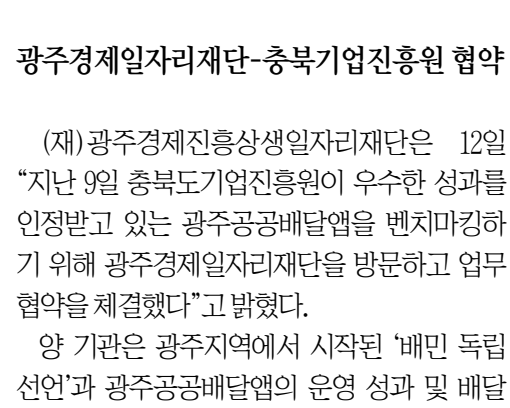 광주경제일자리재단-충북기업진흥원 협약
(재)광주경제진흥상생일자리재단은 12일
“지난 9일 충북도기업진흥원이 우수한 성과를
인정받고 있는 광주공공배달앱을 벤치마킹하
기 위해 광주경제일자리재단을 방문하고 업무
협약을 체결했다”고 밝혔다.
양 기관은 광주지역에서 시작된 ‘배민 독립
선언’과 광주공공배달앱의 운영 성과 및 배달